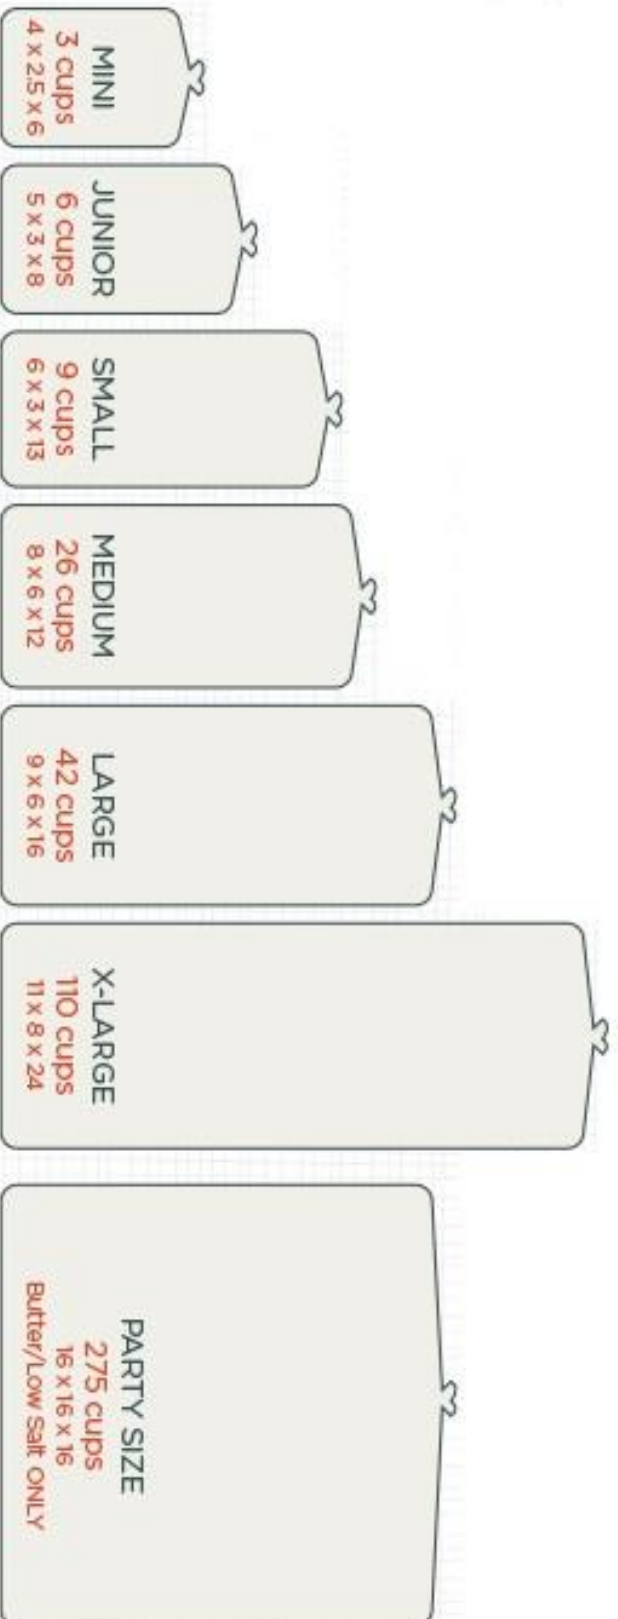 MINI
3 cups
4 x 2.5 x 6
JUNIOR
6 cups
5 x 3 x 8
SMALL
9 cups
6 x 3 x 13
MEDIUM
26 cups
8 x 6 x 12
LARGE
42 cups
9 x 6 x 16
X-LARGE
110 cups
11 x 8 x 24
PARTY SIZE
275 cups
16 x 16 x 16
Butter/Low Salt ONLY